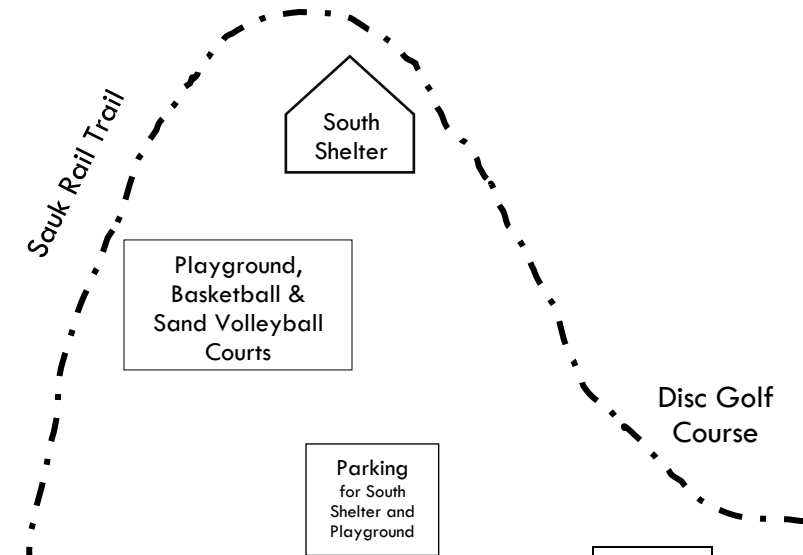 South
Shelter
Sauk Rail Trail
Playground,
Basketball &
Sand Volleyball
Courts
Disc Golf
Course
Parking
for South
Shelter and
Playground